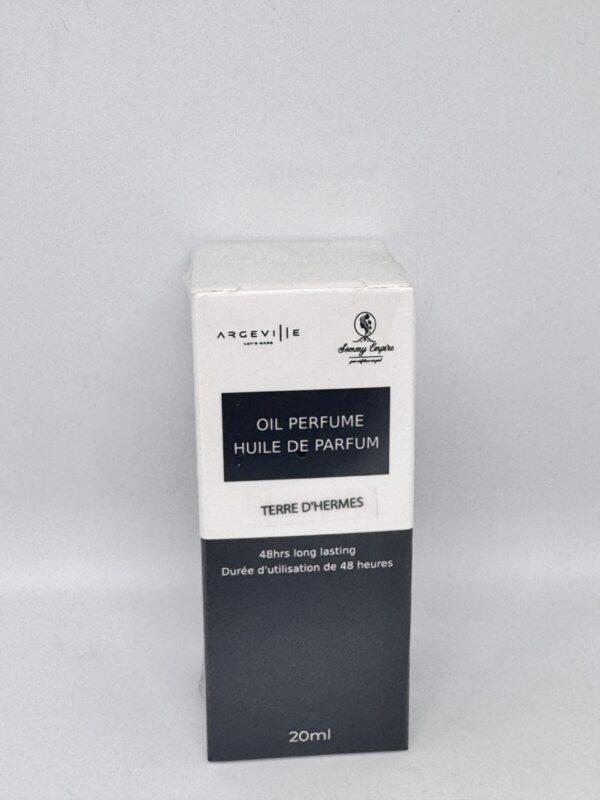 ARGEVILLE
LET'S DARE
Sommy Empire
OIL PERFUME
HUILE DE PARFUM
TERRE D'HERMES
48hrs long lasting
Durée d'utilisation de 48 heures
20ml